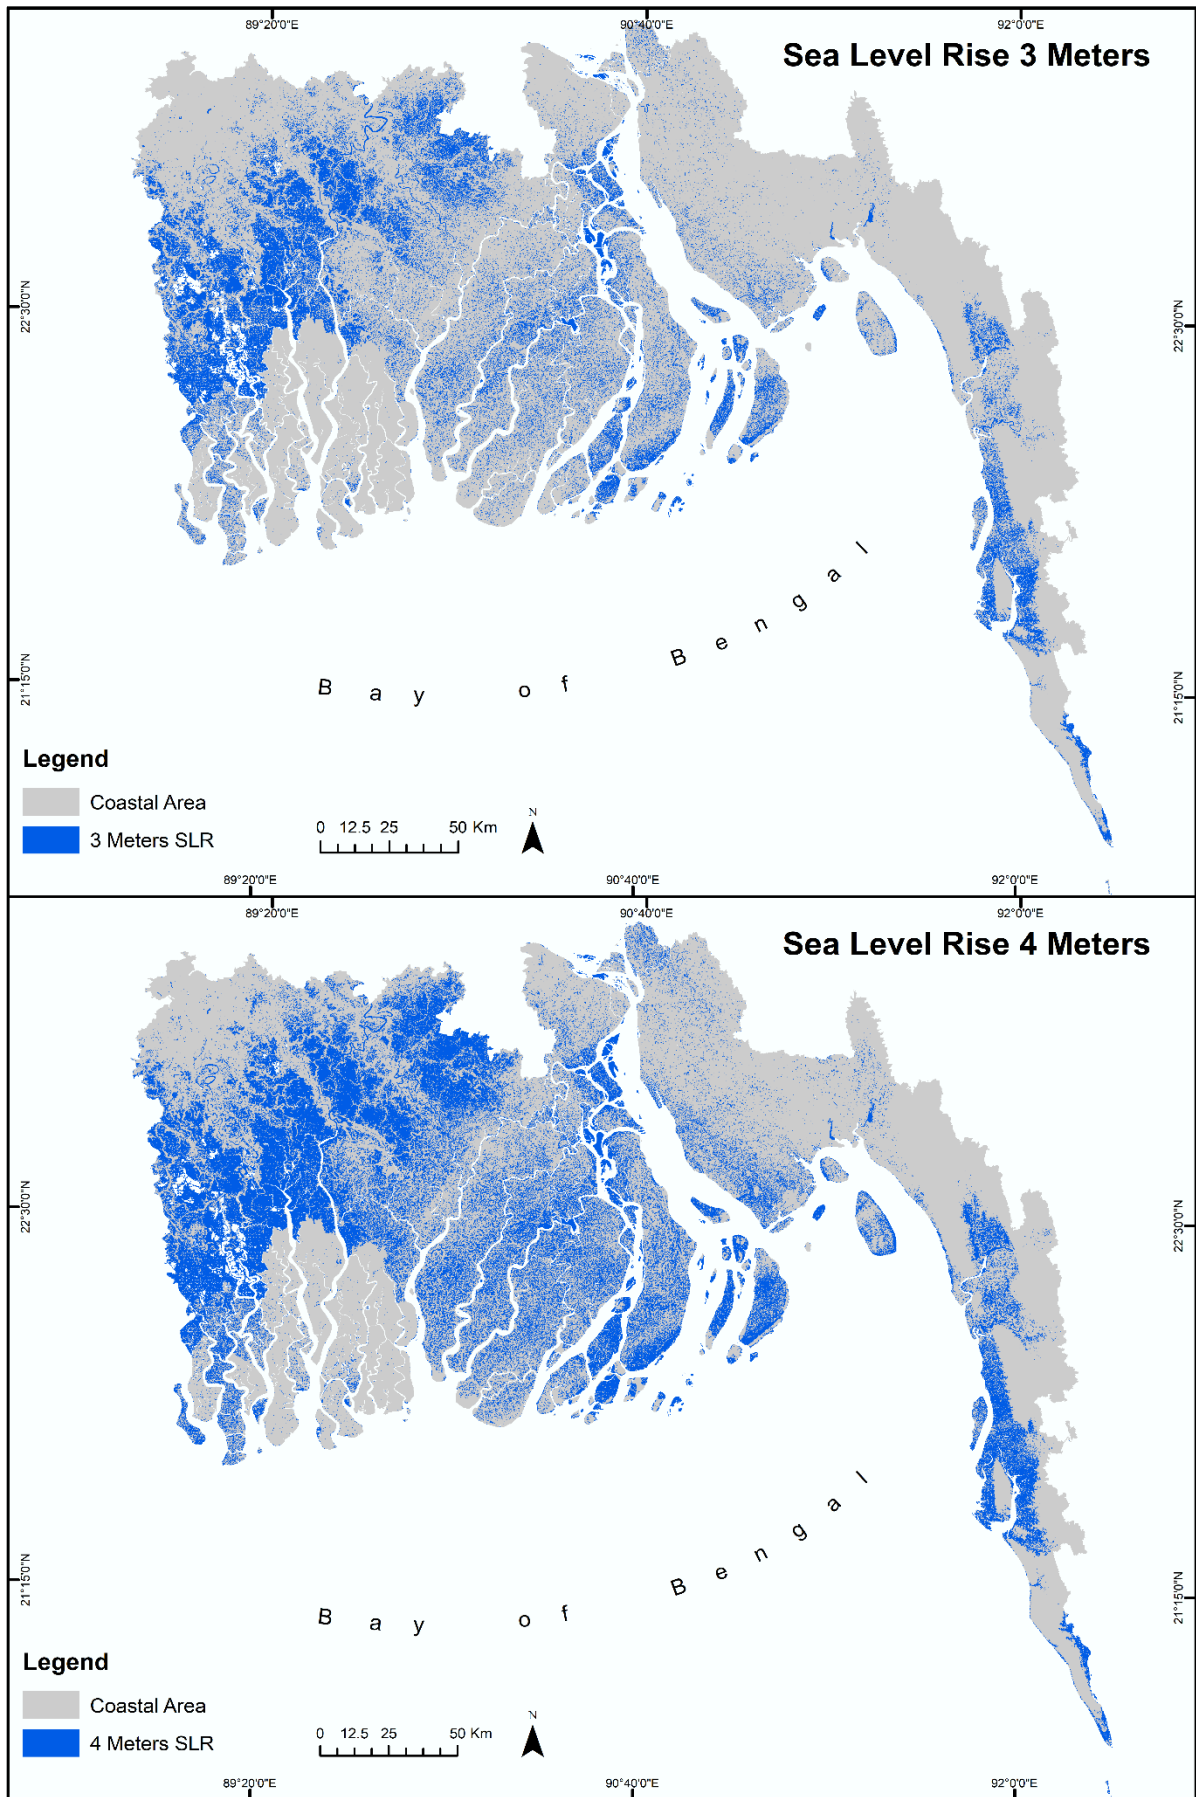 89°20'0"E 90°40'0"E 92°0'0"E
Sea Level Rise 3 Meters
22°30'0"N 22°30'0"N
Bay of Bengal
21°15'0"N 21°15'0"N
Legend
Coastal Area
3 Meters SLR
N
0 12.5 25 50 Km
89°20'0"E 90°40'0"E 92°0'0"E
89°20'0"E 90°40'0"E 92°0'0"E
Sea Level Rise 4 Meters
22°30'0"N 22°30'0"N
Bay of Bengal
21°15'0"N 21°15'0"N
Legend
Coastal Area
4 Meters SLR
N
0 12.5 25 50 Km
89°20'0"E 90°40'0"E 92°0'0"E